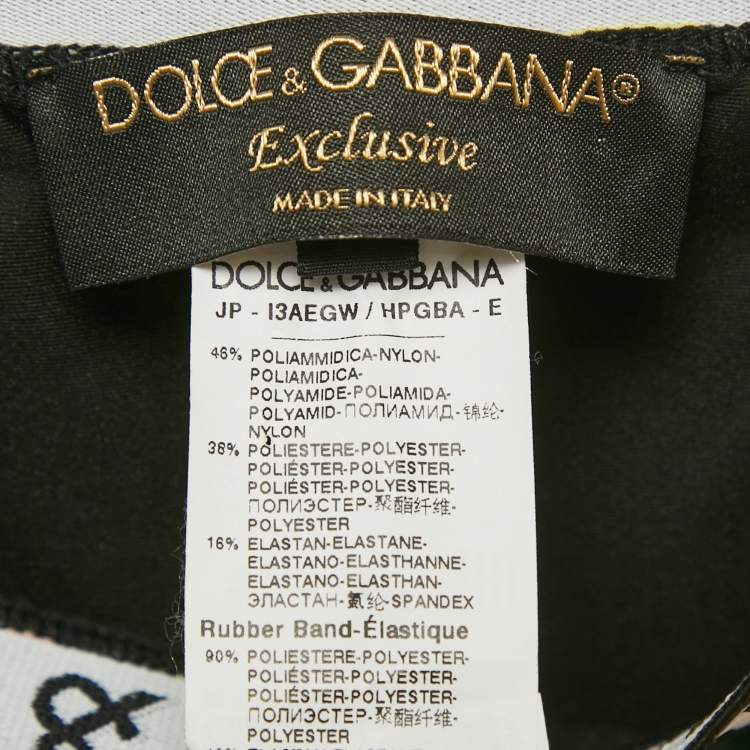 DOLCE & GABBANA®
Exclusive
MADE IN ITALY
DOLCE & GABBANA
JP - I3AEGW / HPGBA - E
46% POLIAMMIDICA-NYLON-
POLIAMIDICA-
POLYAMIDE-POLIAMIDA-
POLYAMID-ПОЛИАМИД-锦纶-
NYLON
38% POLIESTERE-POLYESTER-
POLIÉSTER-POLYESTER-
POLIÉSTER-POLYESTER-
ПОЛИЭСТЕР-聚酯纤维-
POLYESTER
16% ELASTAN-ELASTANE-
ELASTANO-ELASTHANNE-
ELASTANO-ELASTHAN-
ЭЛАСТАН-氨纶-SPANDEX
Rubber Band-Élastique
90% POLIESTERE-POLYESTER-
POLIÉSTER-POLYESTER-
POLIÉSTER-POLYESTER-
ПОЛИЭСТЕР-聚酯纤维-
POLYESTER
&